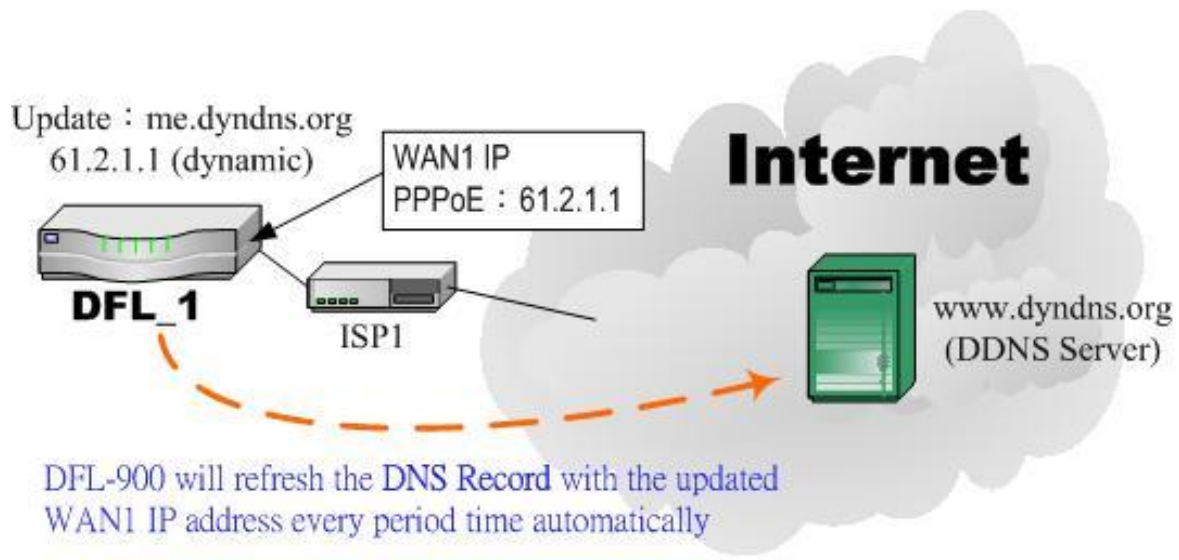 Update：me.dyndns.org
61.2.1.1 (dynamic)
WAN1 IP
PPPoE：61.2.1.1
Internet
DFL_1
ISP1
www.dyndns.org
(DDNS Server)
DFL-900 will refresh the DNS Record with the updated
WAN1 IP address every period time automatically